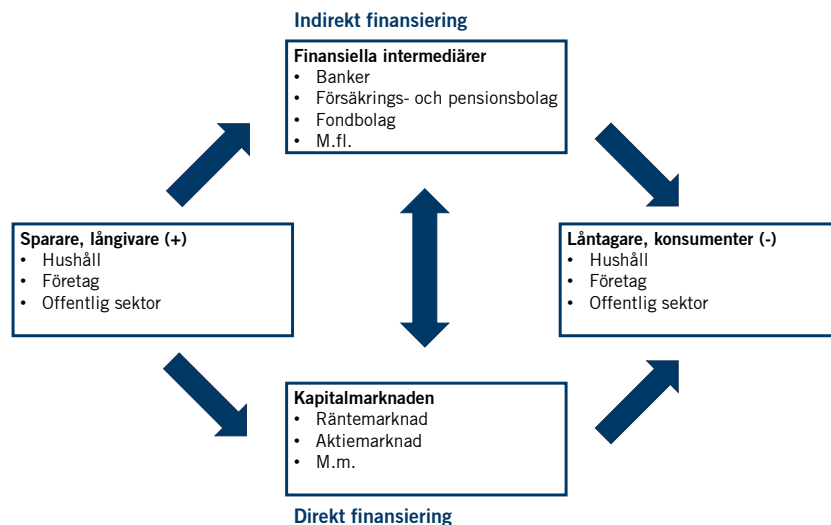 Indirekt finansiering
Finansiella intermediärer
• Banker
• Försäkrings- och pensionsbolag
• Fondbolag
• M.fl.
Sparare, långivare (+)
• Hushåll
• Företag
• Offentlig sektor
Låntagare, konsumenter (-)
• Hushåll
• Företag
• Offentlig sektor
Kapitalmarknaden
• Räntemarknad
• Aktiemarknad
• M.m.
Direkt finansiering